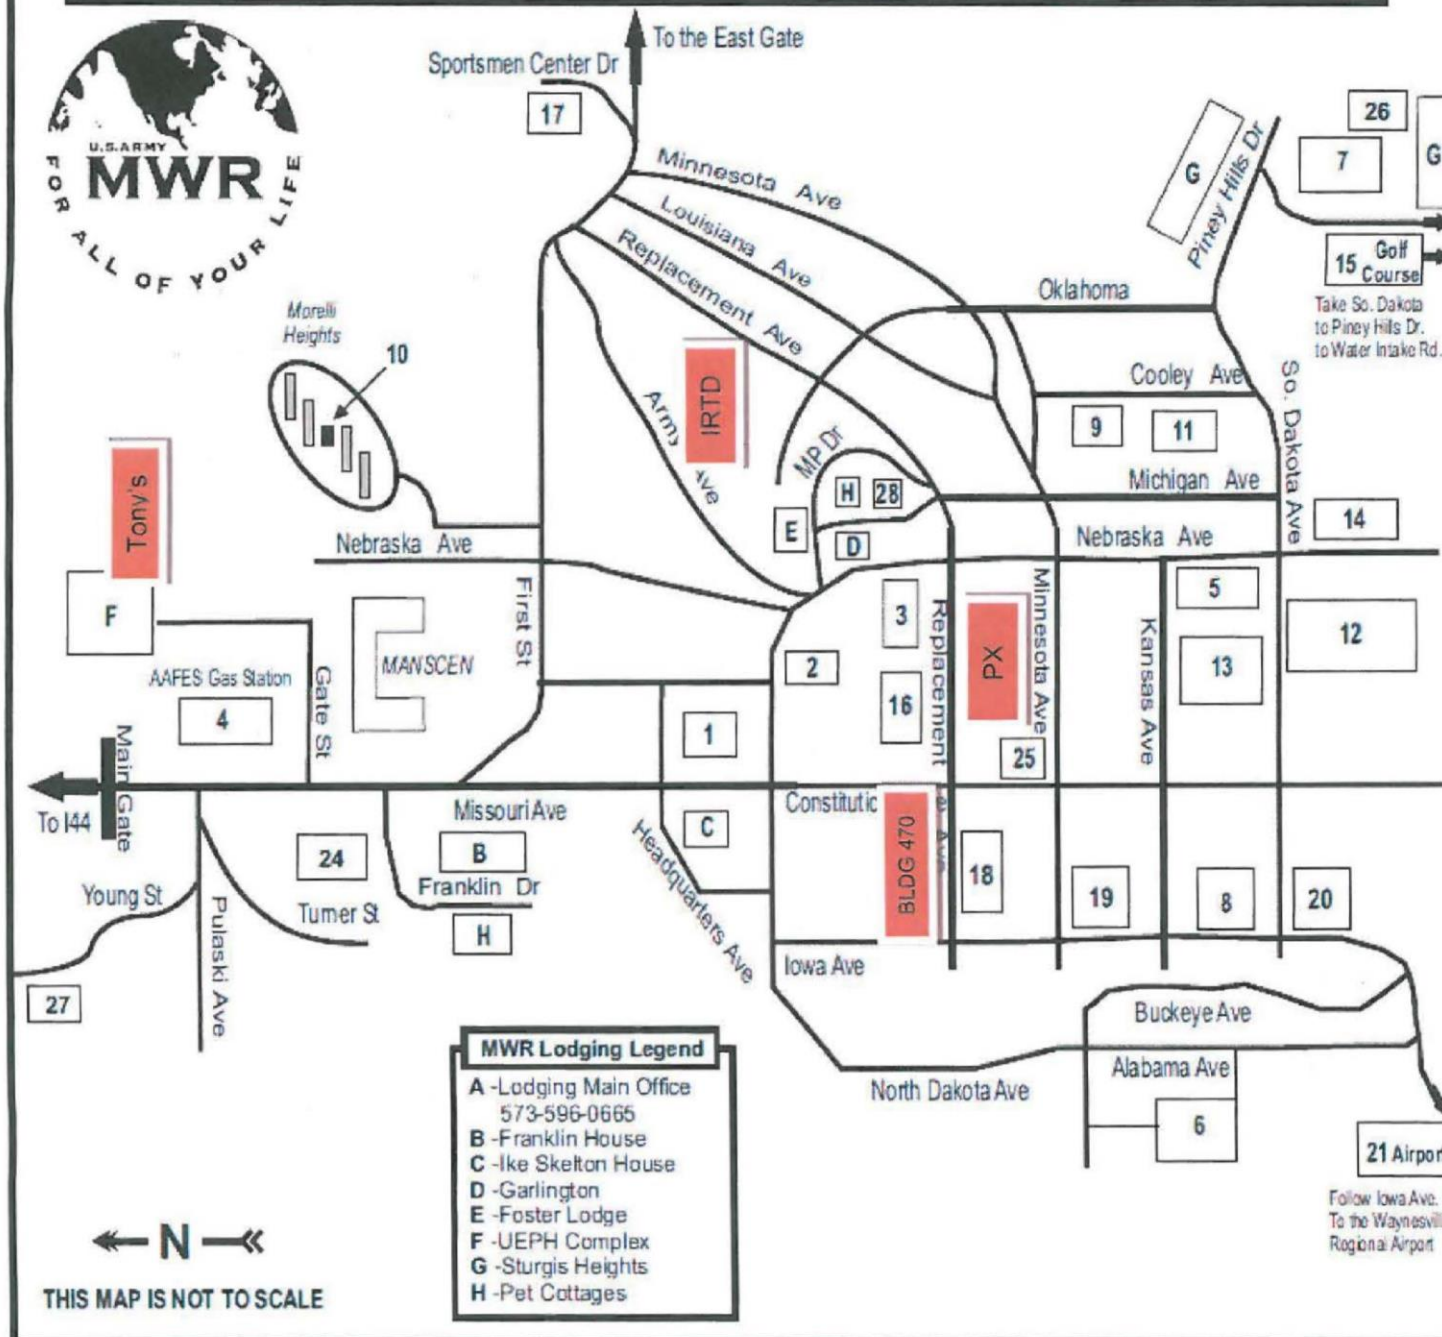 To the East Gate
Sportsmen Center Dr
17
U.S.ARMY
MWR
FOR ALL OF YOUR LIFE
Minnesota Ave
Louisiana Ave
Replacement Ave
G
Piney Hills Dr
26
7
G
15 Golf
Course
Take So. Dakota
to Piney Hills Dr.
to Water Intake Rd.
Oklahoma
Morelli
Heights
10
IRTD
Army Ave
Cooley Ave
So. Dakota Ave
9
11
MP Dr
Michigan Ave
H
28
Tony's
E
D
14
Nebraska Ave
Nebraska Ave
F
First St
MANSCEN
3
Replacement
PX
Minnesota Ave
Kansas Ave
5
12
13
2
AAFES Gas Station
4
Gate St
16
1
25
Main Gate
To I44
Missouri Ave
Constitutic
Ave
BLDG 470
C
Headquarters Ave
24
B
Franklin Dr
18
19
8
20
Young St
Turner St
Pulaski Ave
H
Iowa Ave
27
Buckeye Ave
Alabama Ave
North Dakota Ave
6
21 Airpor
Follow Iowa Ave.
To the Waynesvill
Regional Airport
MWR Lodging Legend
A -Lodging Main Office
573-596-0665
B -Franklin House
C -Ike Skelton House
D -Garlington
E -Foster Lodge
F -UEPH Complex
G -Sturgis Heights
H -Pet Cottages
N
THIS MAP IS NOT TO SCALE